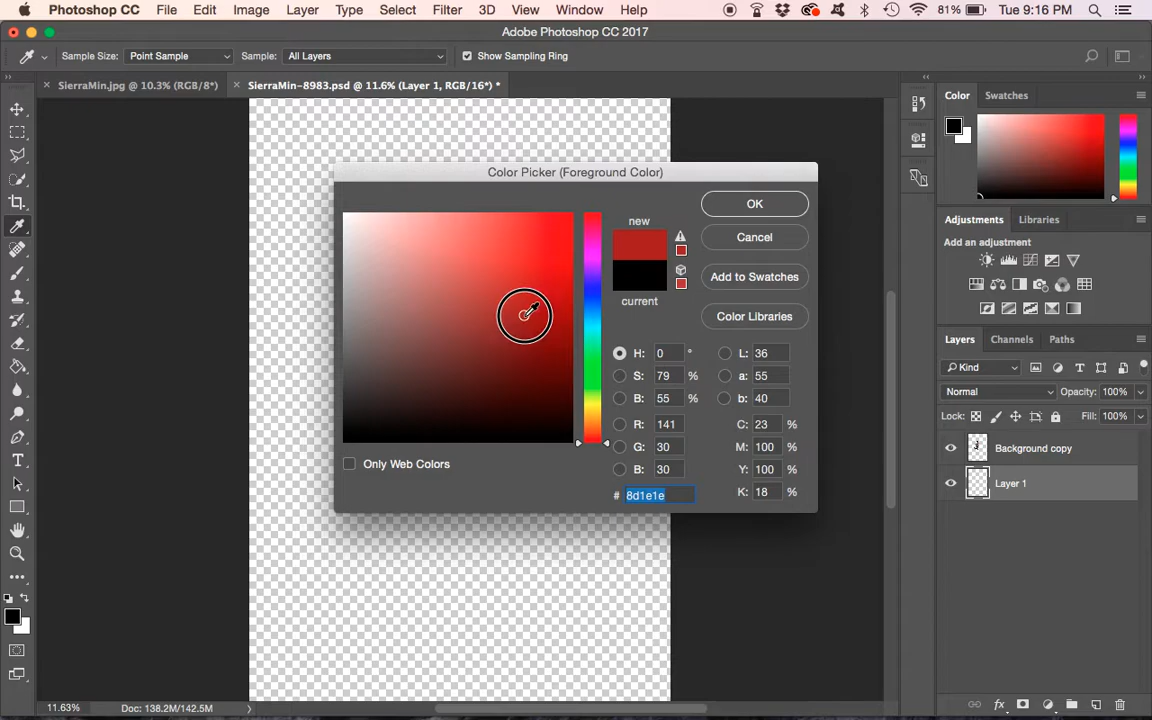 Photoshop CC File Edit Image Layer Type Select Filter 3D View Window Help 81% Tue 9:16 PM
Adobe Photoshop CC 2017
Sample Size: Point Sample Sample: All Layers Show Sampling Ring
SierraMin.jpg @ 10.3% (RGB/8*) SierraMin-8983.psd @ 11.6% (Layer 1, RGB/16*) *
Color Swatches
Color Picker (Foreground Color)
new
current
OK
Cancel
Add to Swatches
Color Libraries
H: 0 ° L: 36
S: 79 % a: 55
B: 55 % b: 40
R: 141 C: 23 %
G: 30 M: 100 %
B: 30 Y: 100 %
# 8d1e1e K: 18 %
Only Web Colors
Adjustments Libraries
Add an adjustment
Layers Channels Paths
Kind
Normal Opacity: 100%
Lock: Fill: 100%
Background copy
Layer 1
fx
11.63% Doc: 138.2M/142.5M